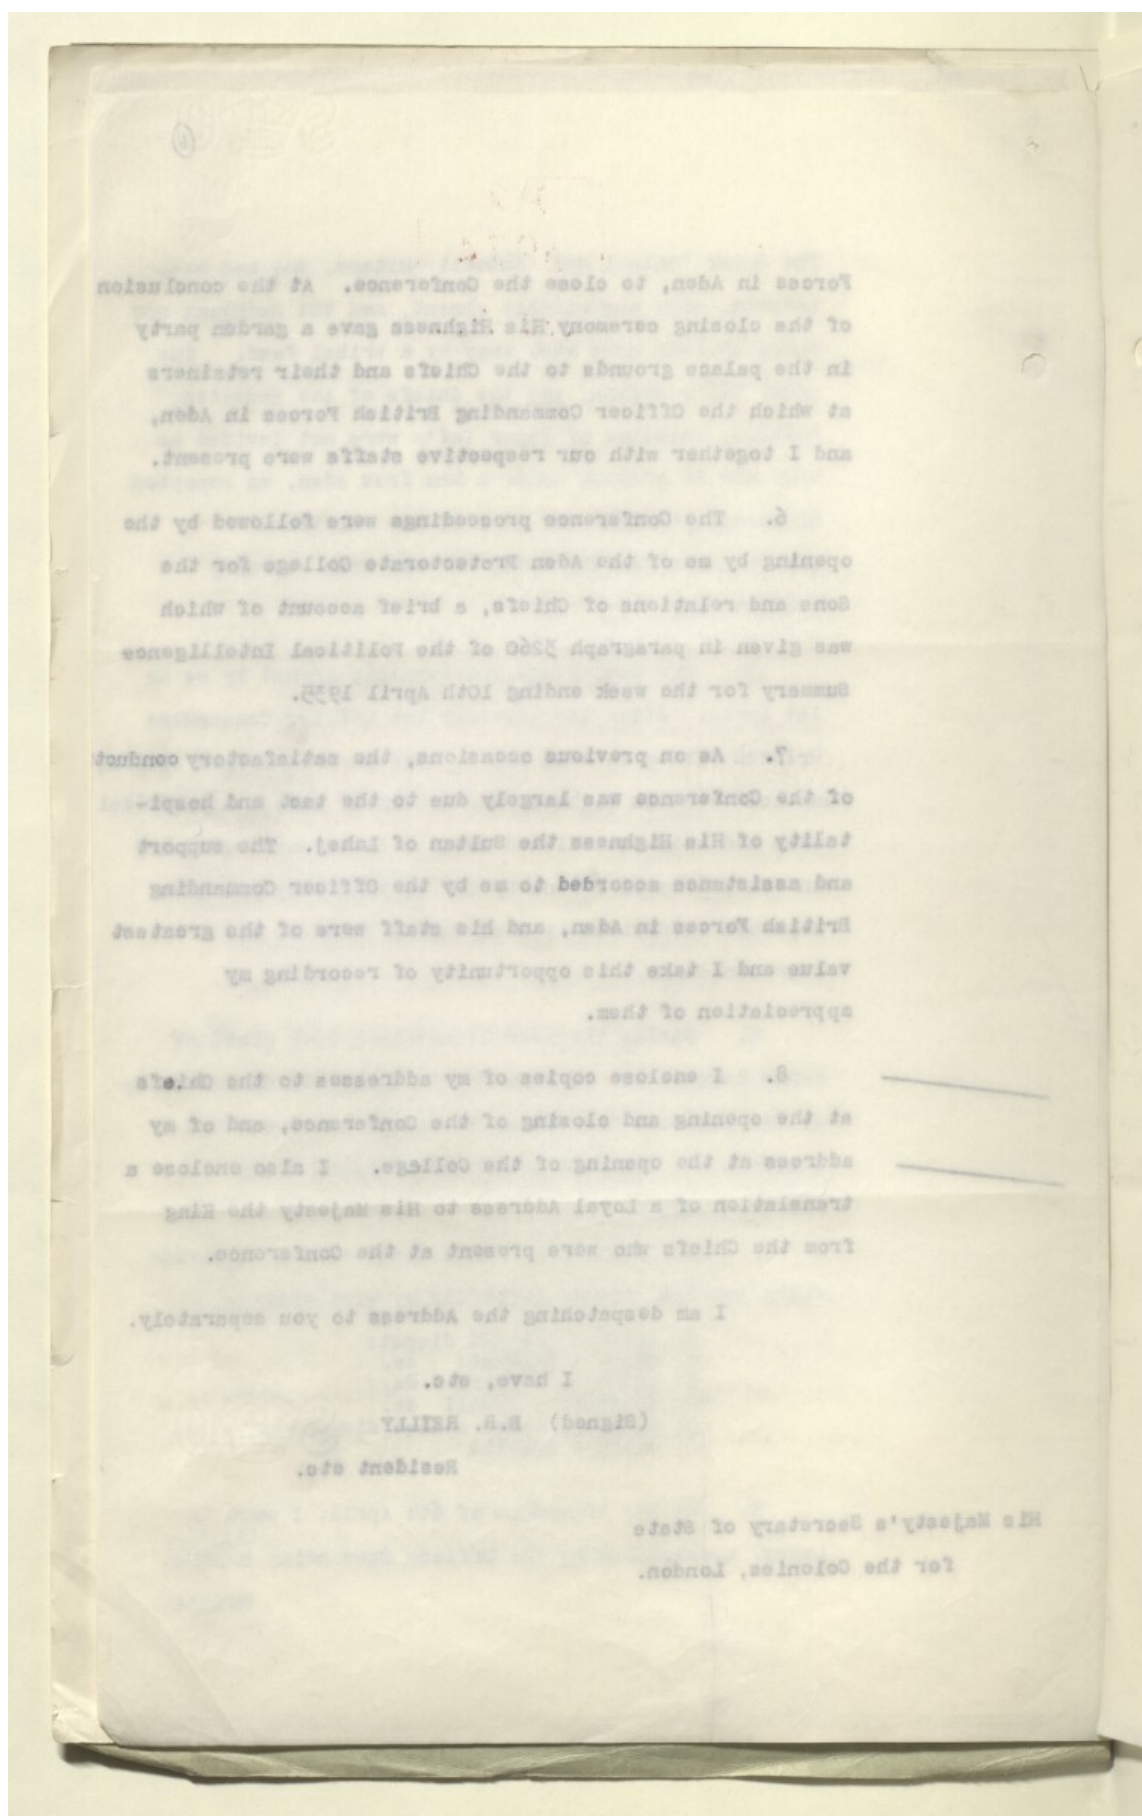 6
Forces in Aden, to close the Conference. At the conclusion
of the closing ceremony His Highness gave a garden party
in the palace grounds to the Chiefs and their retainers
at which the Officer Commanding British Forces in Aden,
and I together with our respective staffs were present.
6. The Conference proceedings were followed by the
opening by me of the Aden Protectorate College for the
Sons and relations of Chiefs, a brief account of which
was given in paragraph 3260 of the Political Intelligence
Summary for the week ending 10th April 1935.
7. As on previous occasions, the satisfactory conduct
of the Conference was largely due to the tact and hospi-
tality of His Highness the Sultan of Lahej. The support
and assistance accorded to me by the Officer Commanding
British Forces in Aden, and his staff were of the greatest
value and I take this opportunity of recording my
appreciation of them.
8. I enclose copies of my addresses to the Chiefs
at the opening and closing of the Conference, and of my
address at the opening of the College. I also enclose a
translation of a Loyal Address to His Majesty the King
from the Chiefs who were present at the Conference.
I am despatching the Address to you separately.
I have, etc.
(Signed) B.R. REILLY
Resident etc.
His Majesty's Secretary of State
for the Colonies, London.